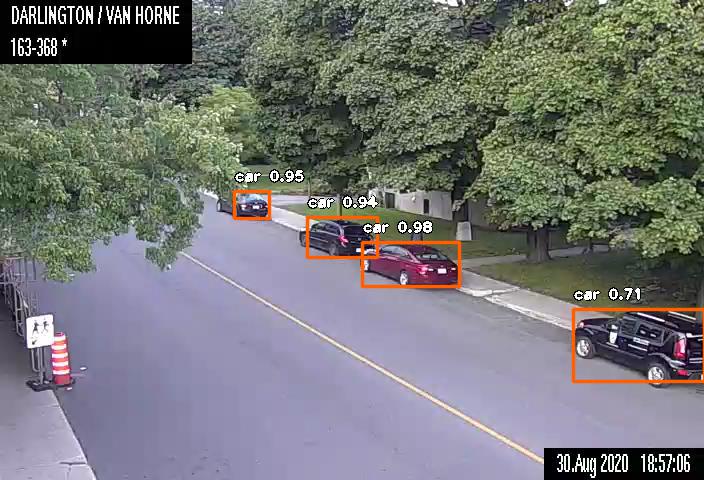 DARLINGTON / VAN HORNE
163-368 *
car 0.95
car 0.94
car 0.98
car 0.71
30.Aug 2020 18:57:06